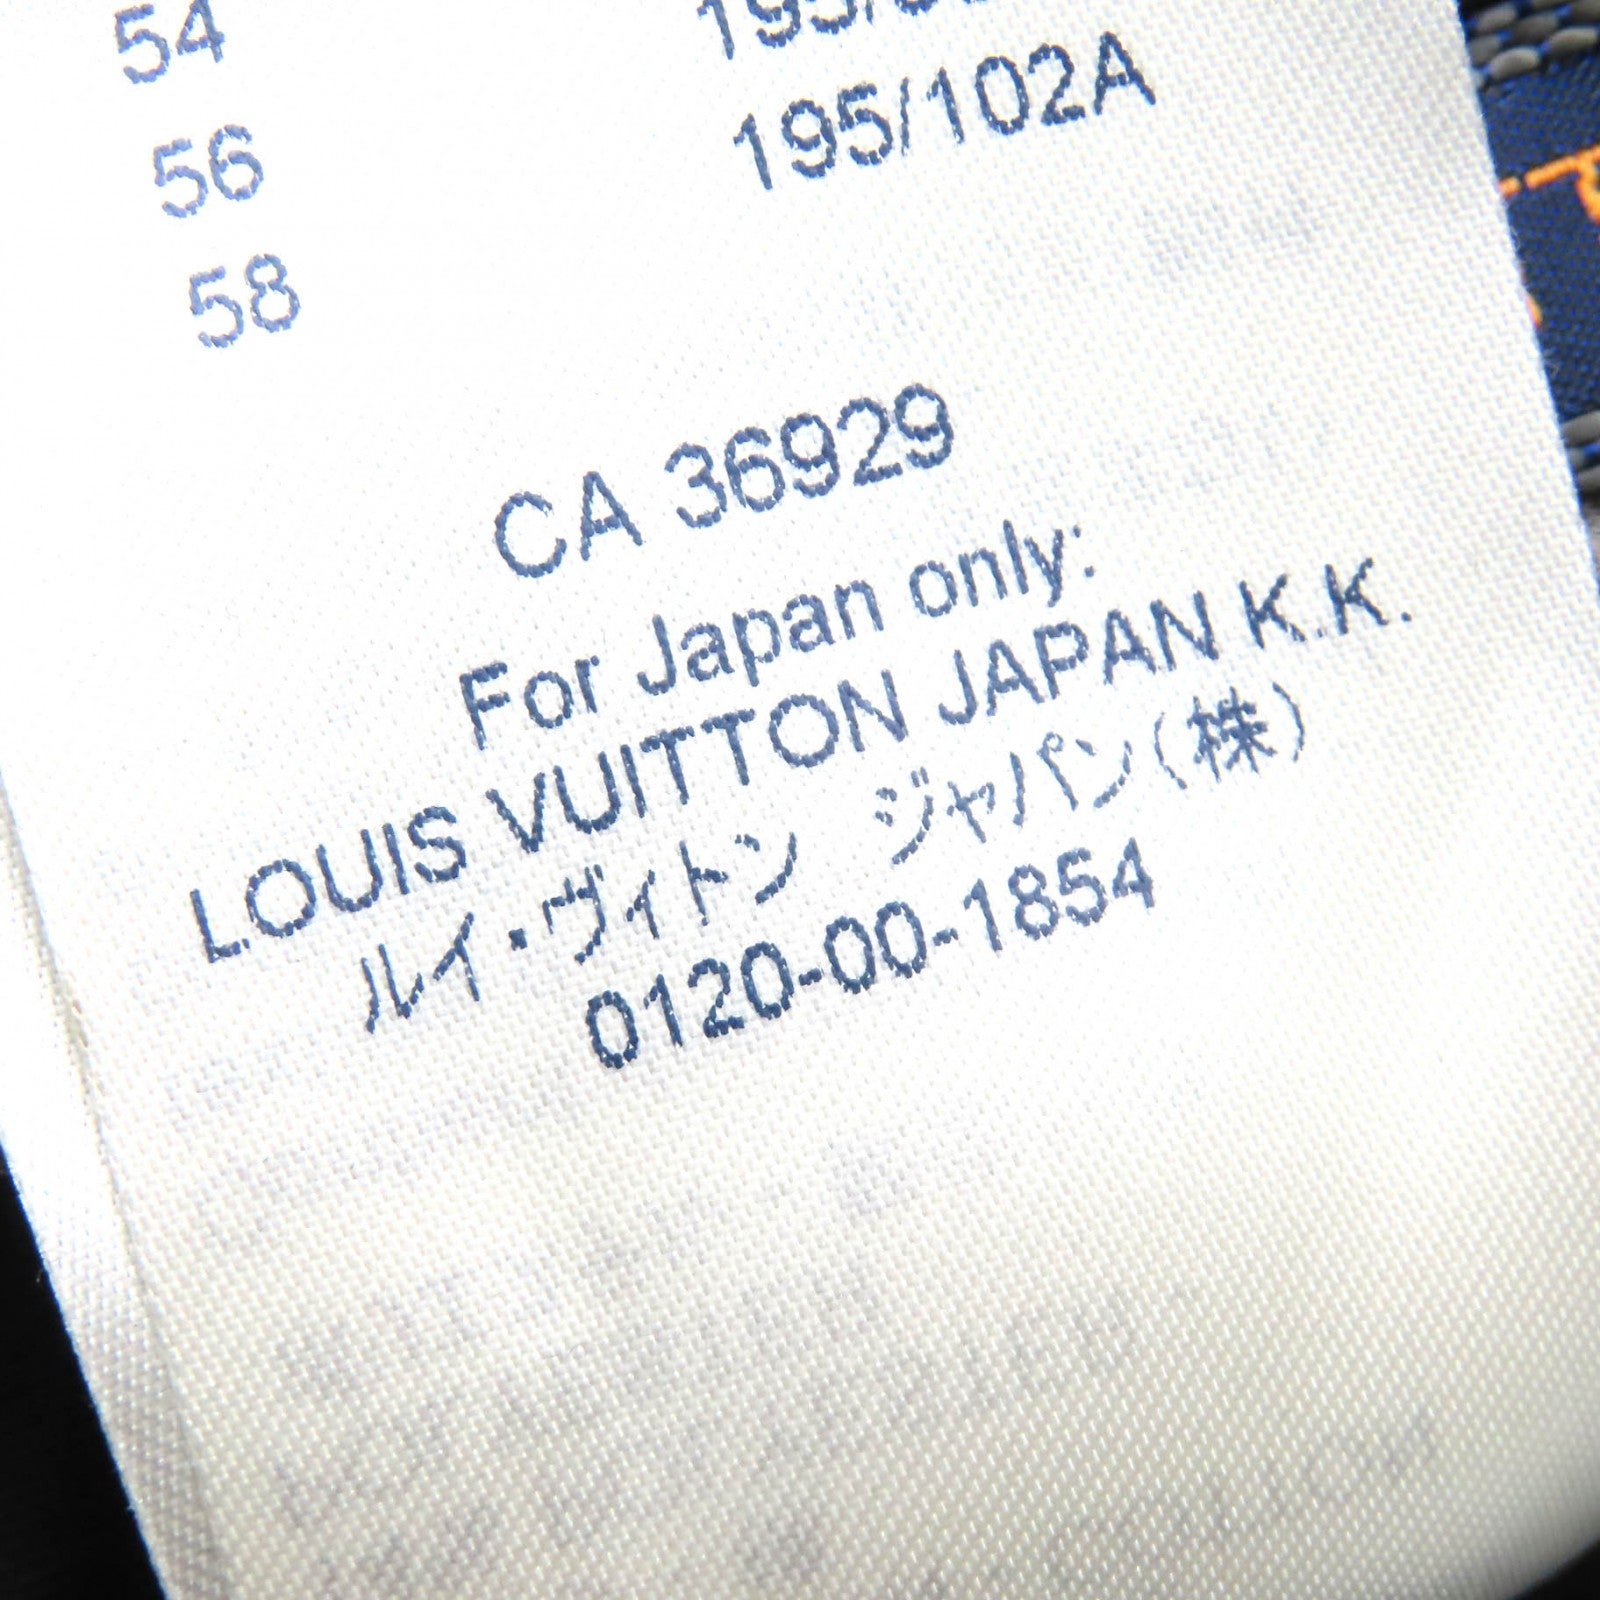 54
56 195/102A
58
CA 36929
For Japan only:
LOUIS VUITTON JAPAN K.K.
ルイ・ヴィトン ジャパン(株)
0120-00-1854